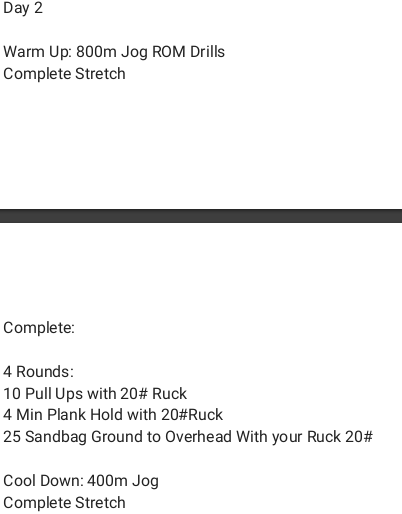 Day 2
Warm Up: 800m Jog ROM Drills
Complete Stretch
Complete:
4 Rounds:
10 Pull Ups with 20# Ruck
4 Min Plank Hold with 20#Ruck
25 Sandbag Ground to Overhead With your Ruck 20#
Cool Down: 400m Jog
Complete Stretch